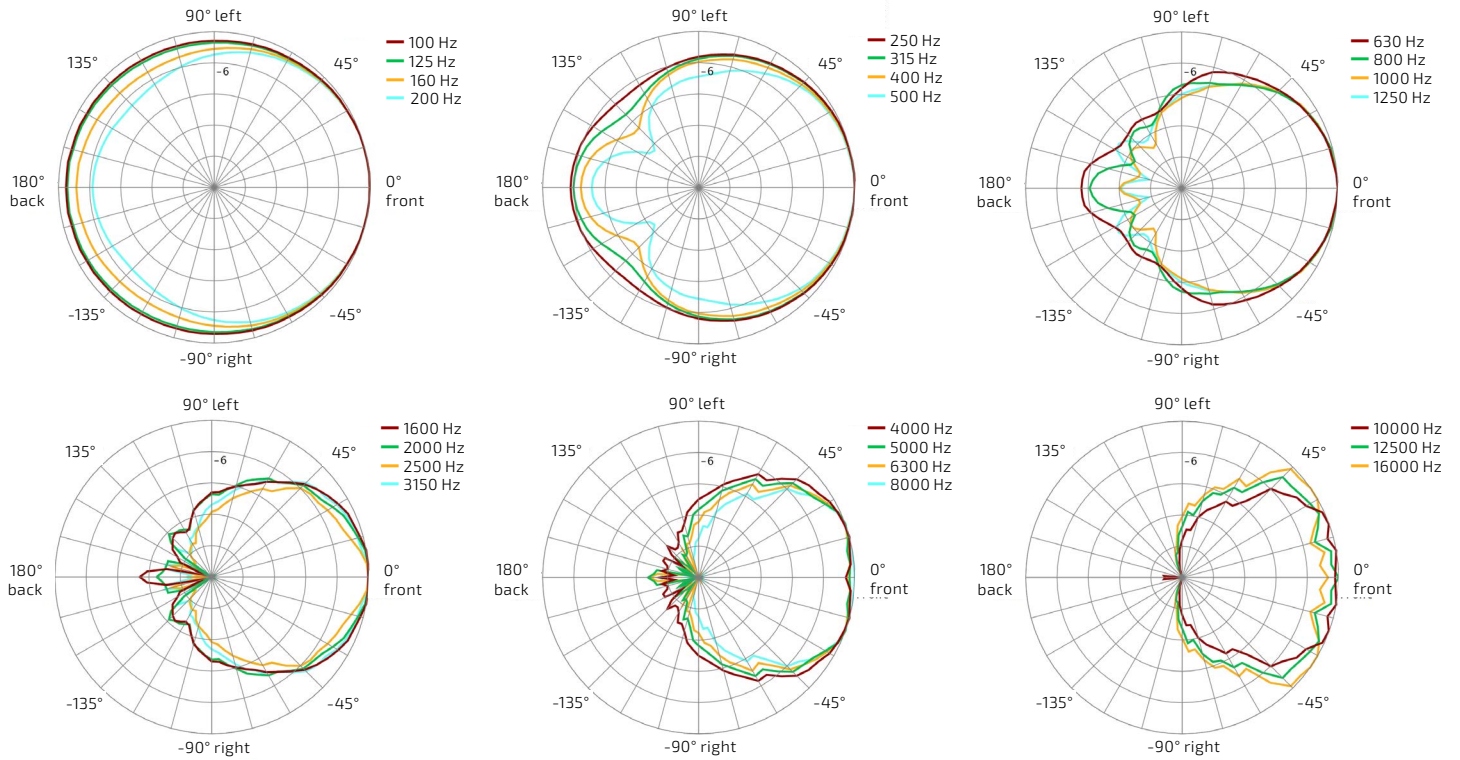 90° left
100 Hz
125 Hz
160 Hz
200 Hz
-6
135°
45°
180°
back
0°
front
-135°
-45°
-90° right
90° left
250 Hz
315 Hz
400 Hz
500 Hz
-6
135°
45°
180°
back
0°
front
-135°
-45°
-90° right
90° left
630 Hz
800 Hz
1000 Hz
1250 Hz
-6
135°
45°
180°
back
0°
front
-135°
-45°
-90° right
90° left
1600 Hz
2000 Hz
2500 Hz
3150 Hz
-6
135°
45°
180°
back
0°
front
-135°
-45°
-90° right
90° left
4000 Hz
5000 Hz
6300 Hz
8000 Hz
-6
135°
45°
180°
back
0°
front
-135°
-45°
-90° right
90° left
10000 Hz
12500 Hz
16000 Hz
-6
135°
45°
180°
back
0°
front
-135°
-45°
-90° right